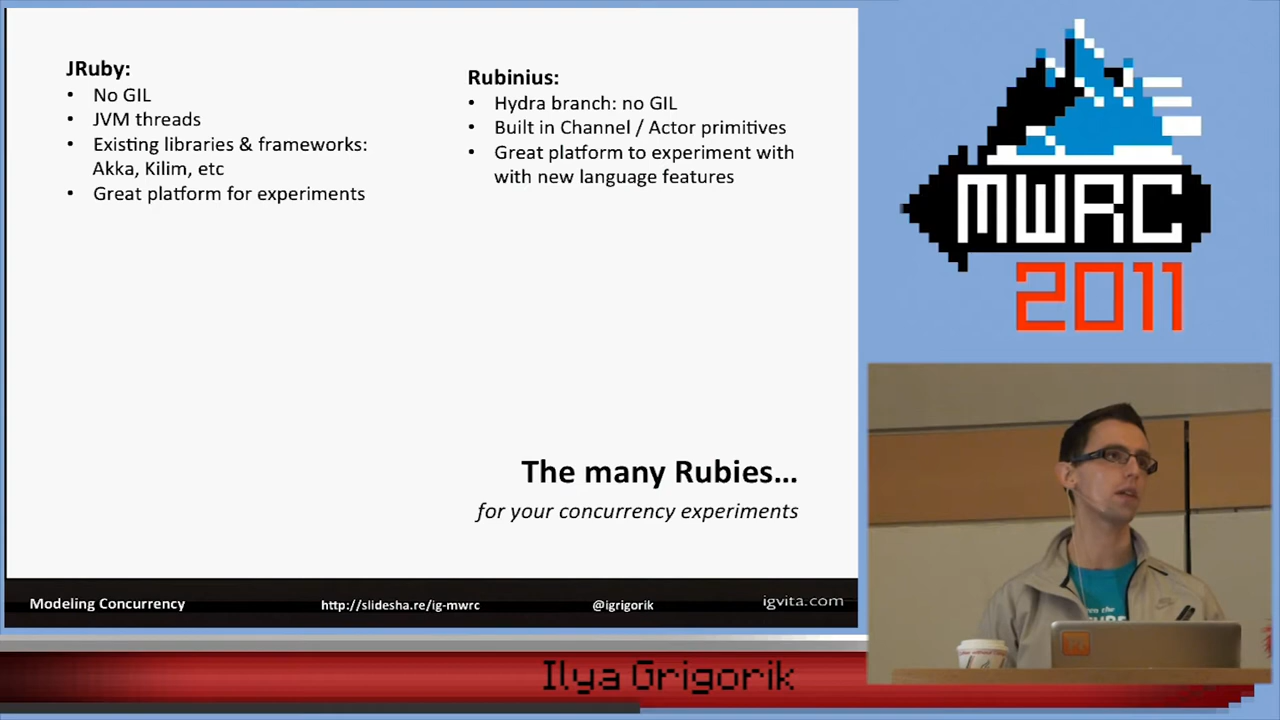 JRuby:
• No GIL
• JVM threads
• Existing libraries & frameworks:
Akka, Kilim, etc
• Great platform for experiments
Rubinius:
• Hydra branch: no GIL
• Built in Channel / Actor primitives
• Great platform to experiment with
with new language features
The many Rubies...
for your concurrency experiments
Modeling Concurrency
http://slidesha.re/ig-mwrc
@igrigorik
igvita.com
MWRC
2011
Ilya Grigorik